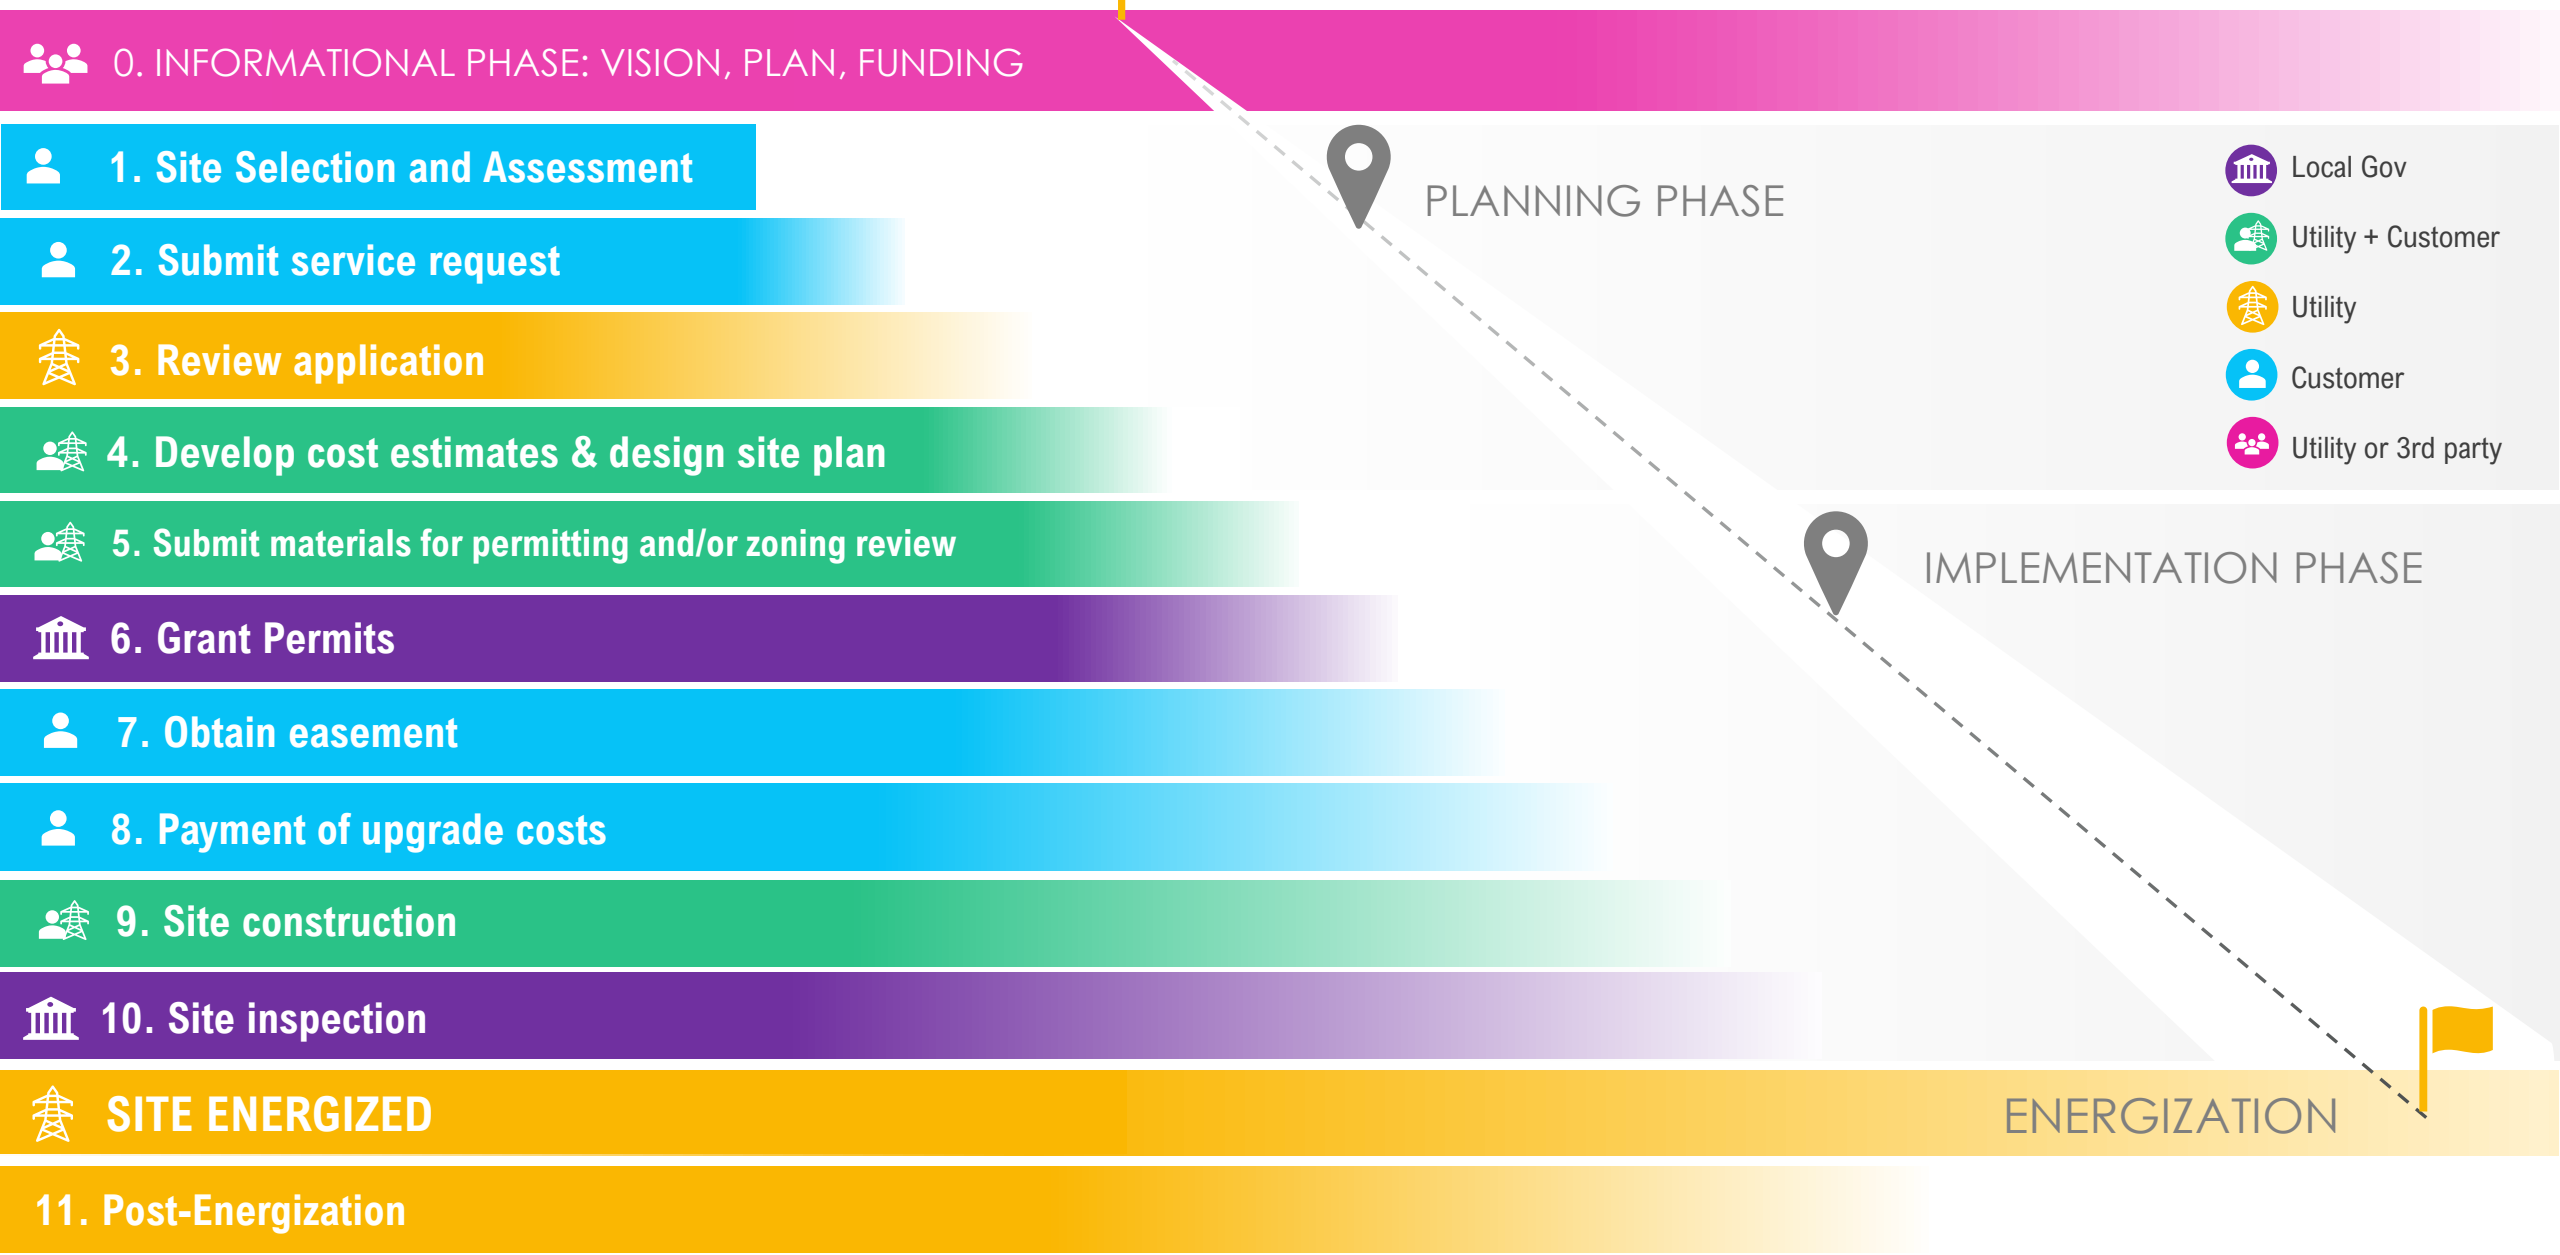 0. INFORMATIONAL PHASE: VISION, PLAN, FUNDING
1. Site Selection and Assessment
2. Submit service request
3. Review application
4. Develop cost estimates & design site plan
5. Submit materials for permitting and/or zoning review
6. Grant Permits
7. Obtain easement
8. Payment of upgrade costs
9. Site construction
10. Site inspection
SITE ENERGIZED
11. Post-Energization
PLANNING PHASE
IMPLEMENTATION PHASE
ENERGIZATION
Local Gov
Utility + Customer
Utility
Customer
Utility or 3rd party